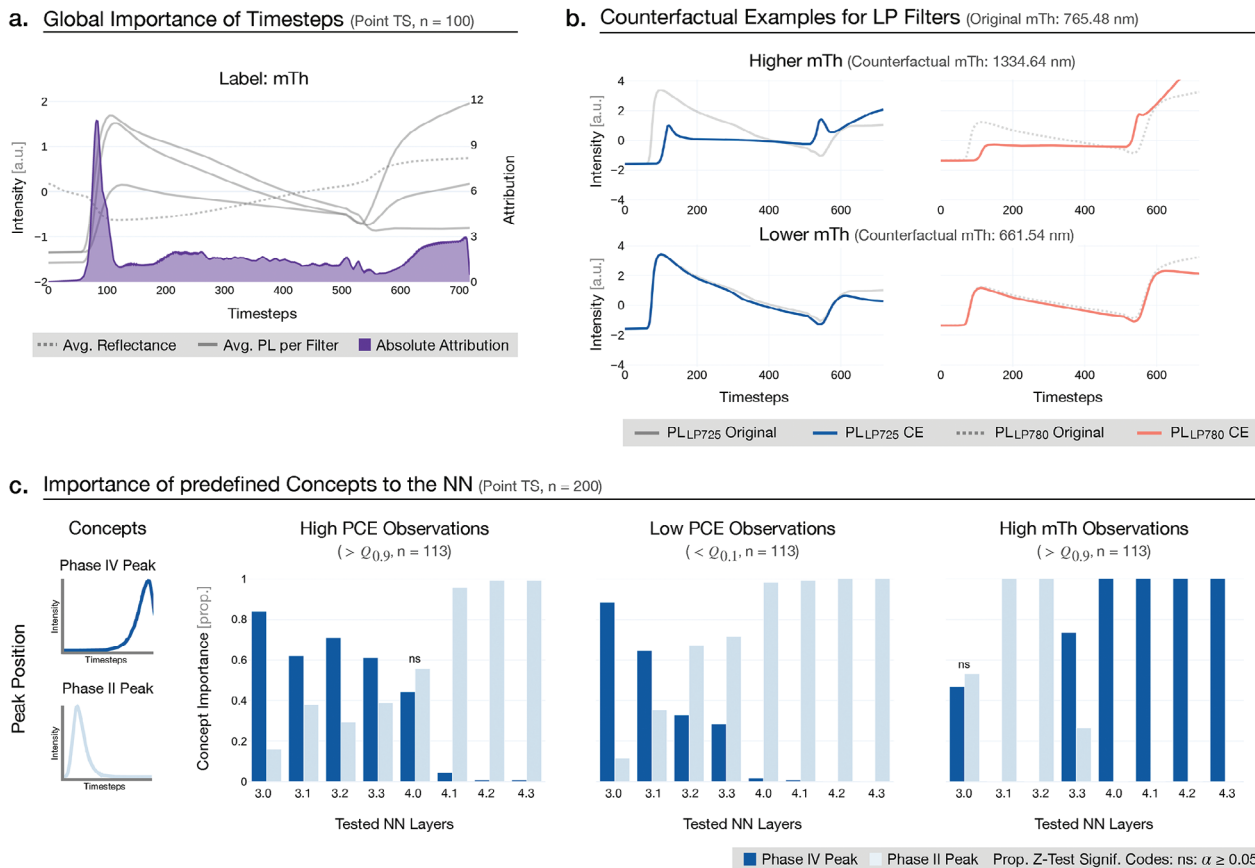 a. Global Importance of Timesteps (Point TS, n = 100)
Label: mTh
Intensity [a.u.]
2
1
0
−1
−2
12
9
6
3
0
Attribution
0 100 200 300 400 500 600 700
Timesteps
Avg. Reflectance Avg. PL per Filter Absolute Attribution
b. Counterfactual Examples for LP Filters (Original mTh: 765.48 nm)
Higher mTh (Counterfactual mTh: 1334.64 nm)
Intensity [a.u.]
4
2
0
−2
−4
0 200 400 600
200 400 600
Lower mTh (Counterfactual mTh: 661.54 nm)
Intensity [a.u.]
4
2
0
−2
−4
0 200 400 600
200 400 600
Timesteps Timesteps
PL LP725 Original PL LP725 CE PL LP780 Original PL LP780 CE
c. Importance of predefined Concepts to the NN (Point TS, n = 200)
Peak Position
Concepts
Phase IV Peak
Intensity
Timesteps
Phase II Peak
Intensity
Timesteps
High PCE Observations
( > Q0.9, n = 113)
Concept Importance [prop.]
1
0.8
0.6
0.4
0.2
0
ns
3.0 3.1 3.2 3.3 4.0 4.1 4.2 4.3
Tested NN Layers
Low PCE Observations
( < Q0.1, n = 113)
3.0 3.1 3.2 3.3 4.0 4.1 4.2 4.3
Tested NN Layers
High mTh Observations
( > Q0.9, n = 113)
ns
3.0 3.1 3.2 3.3 4.0 4.1 4.2 4.3
Tested NN Layers
Phase IV Peak Phase II Peak Prop. Z-Test Signif. Codes: ns: α ≥ 0.05